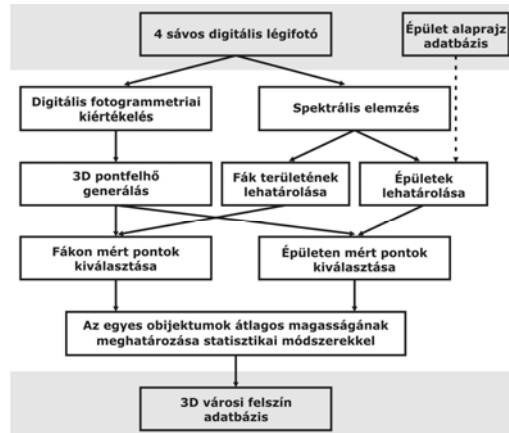 4 sávos digitális légifotó
Épület alaprajz
adatbázis
Digitális fotogrammetriai
kiértékelés
Spektrális elemzés
3D pontfelhő
generálás
Fák területének
lehatárolása
Épületek
lehatárolása
Fákon mért pontok
kiválasztása
Épületen mért pontok
kiválasztása
Az egyes obijektumok átlagos magasságának
meghatározása statisztikai módszerekkel
3D városi felszín
adatbázis